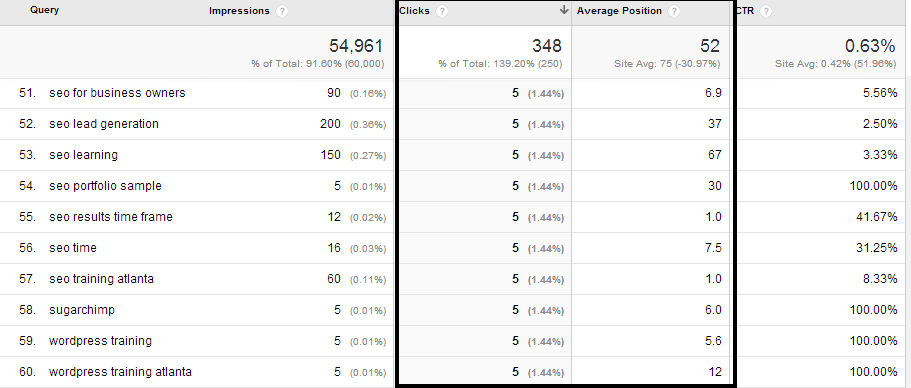 Query Impressions ? Clicks ? Average Position ? CTR ?
54,961 348 52 0.63%
% of Total: 91.60% (60,000) % of Total: 139.20% (250) Site Avg: 75 (-30.97%) Site Avg: 0.42% (51.96%)
51. seo for business owners 90 (0.16%) 5 (1.44%) 6.9 5.56%
52. seo lead generation 200 (0.36%) 5 (1.44%) 37 2.50%
53. seo learning 150 (0.27%) 5 (1.44%) 67 3.33%
54. seo portfolio sample 5 (0.01%) 5 (1.44%) 30 100.00%
55. seo results time frame 12 (0.02%) 5 (1.44%) 1.0 41.67%
56. seo time 16 (0.03%) 5 (1.44%) 7.5 31.25%
57. seo training atlanta 60 (0.11%) 5 (1.44%) 1.0 8.33%
58. sugarchimp 5 (0.01%) 5 (1.44%) 6.0 100.00%
59. wordpress training 5 (0.01%) 5 (1.44%) 5.6 100.00%
60. wordpress training atlanta 5 (0.01%) 5 (1.44%) 12 100.00%